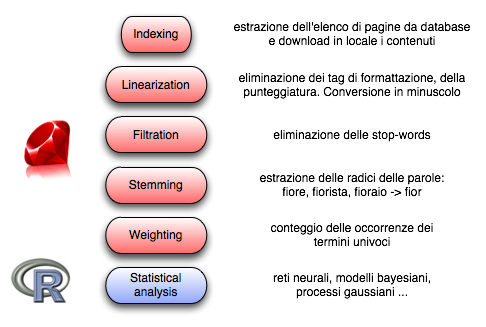 Indexing
estrazione dell'elenco di pagine da database
e download in locale i contenuti
Linearization
eliminazione dei tag di formattazione, della
punteggiatura. Conversione in minuscolo
Filtration
eliminazione delle stop-words
Stemming
estrazione delle radici delle parole:
fiore, fiorista, fioraio -> fior
Weighting
conteggio delle occorrenze dei
termini univoci
R
Statistical
analysis
reti neurali, modelli bayesiani,
processi gaussiani ...